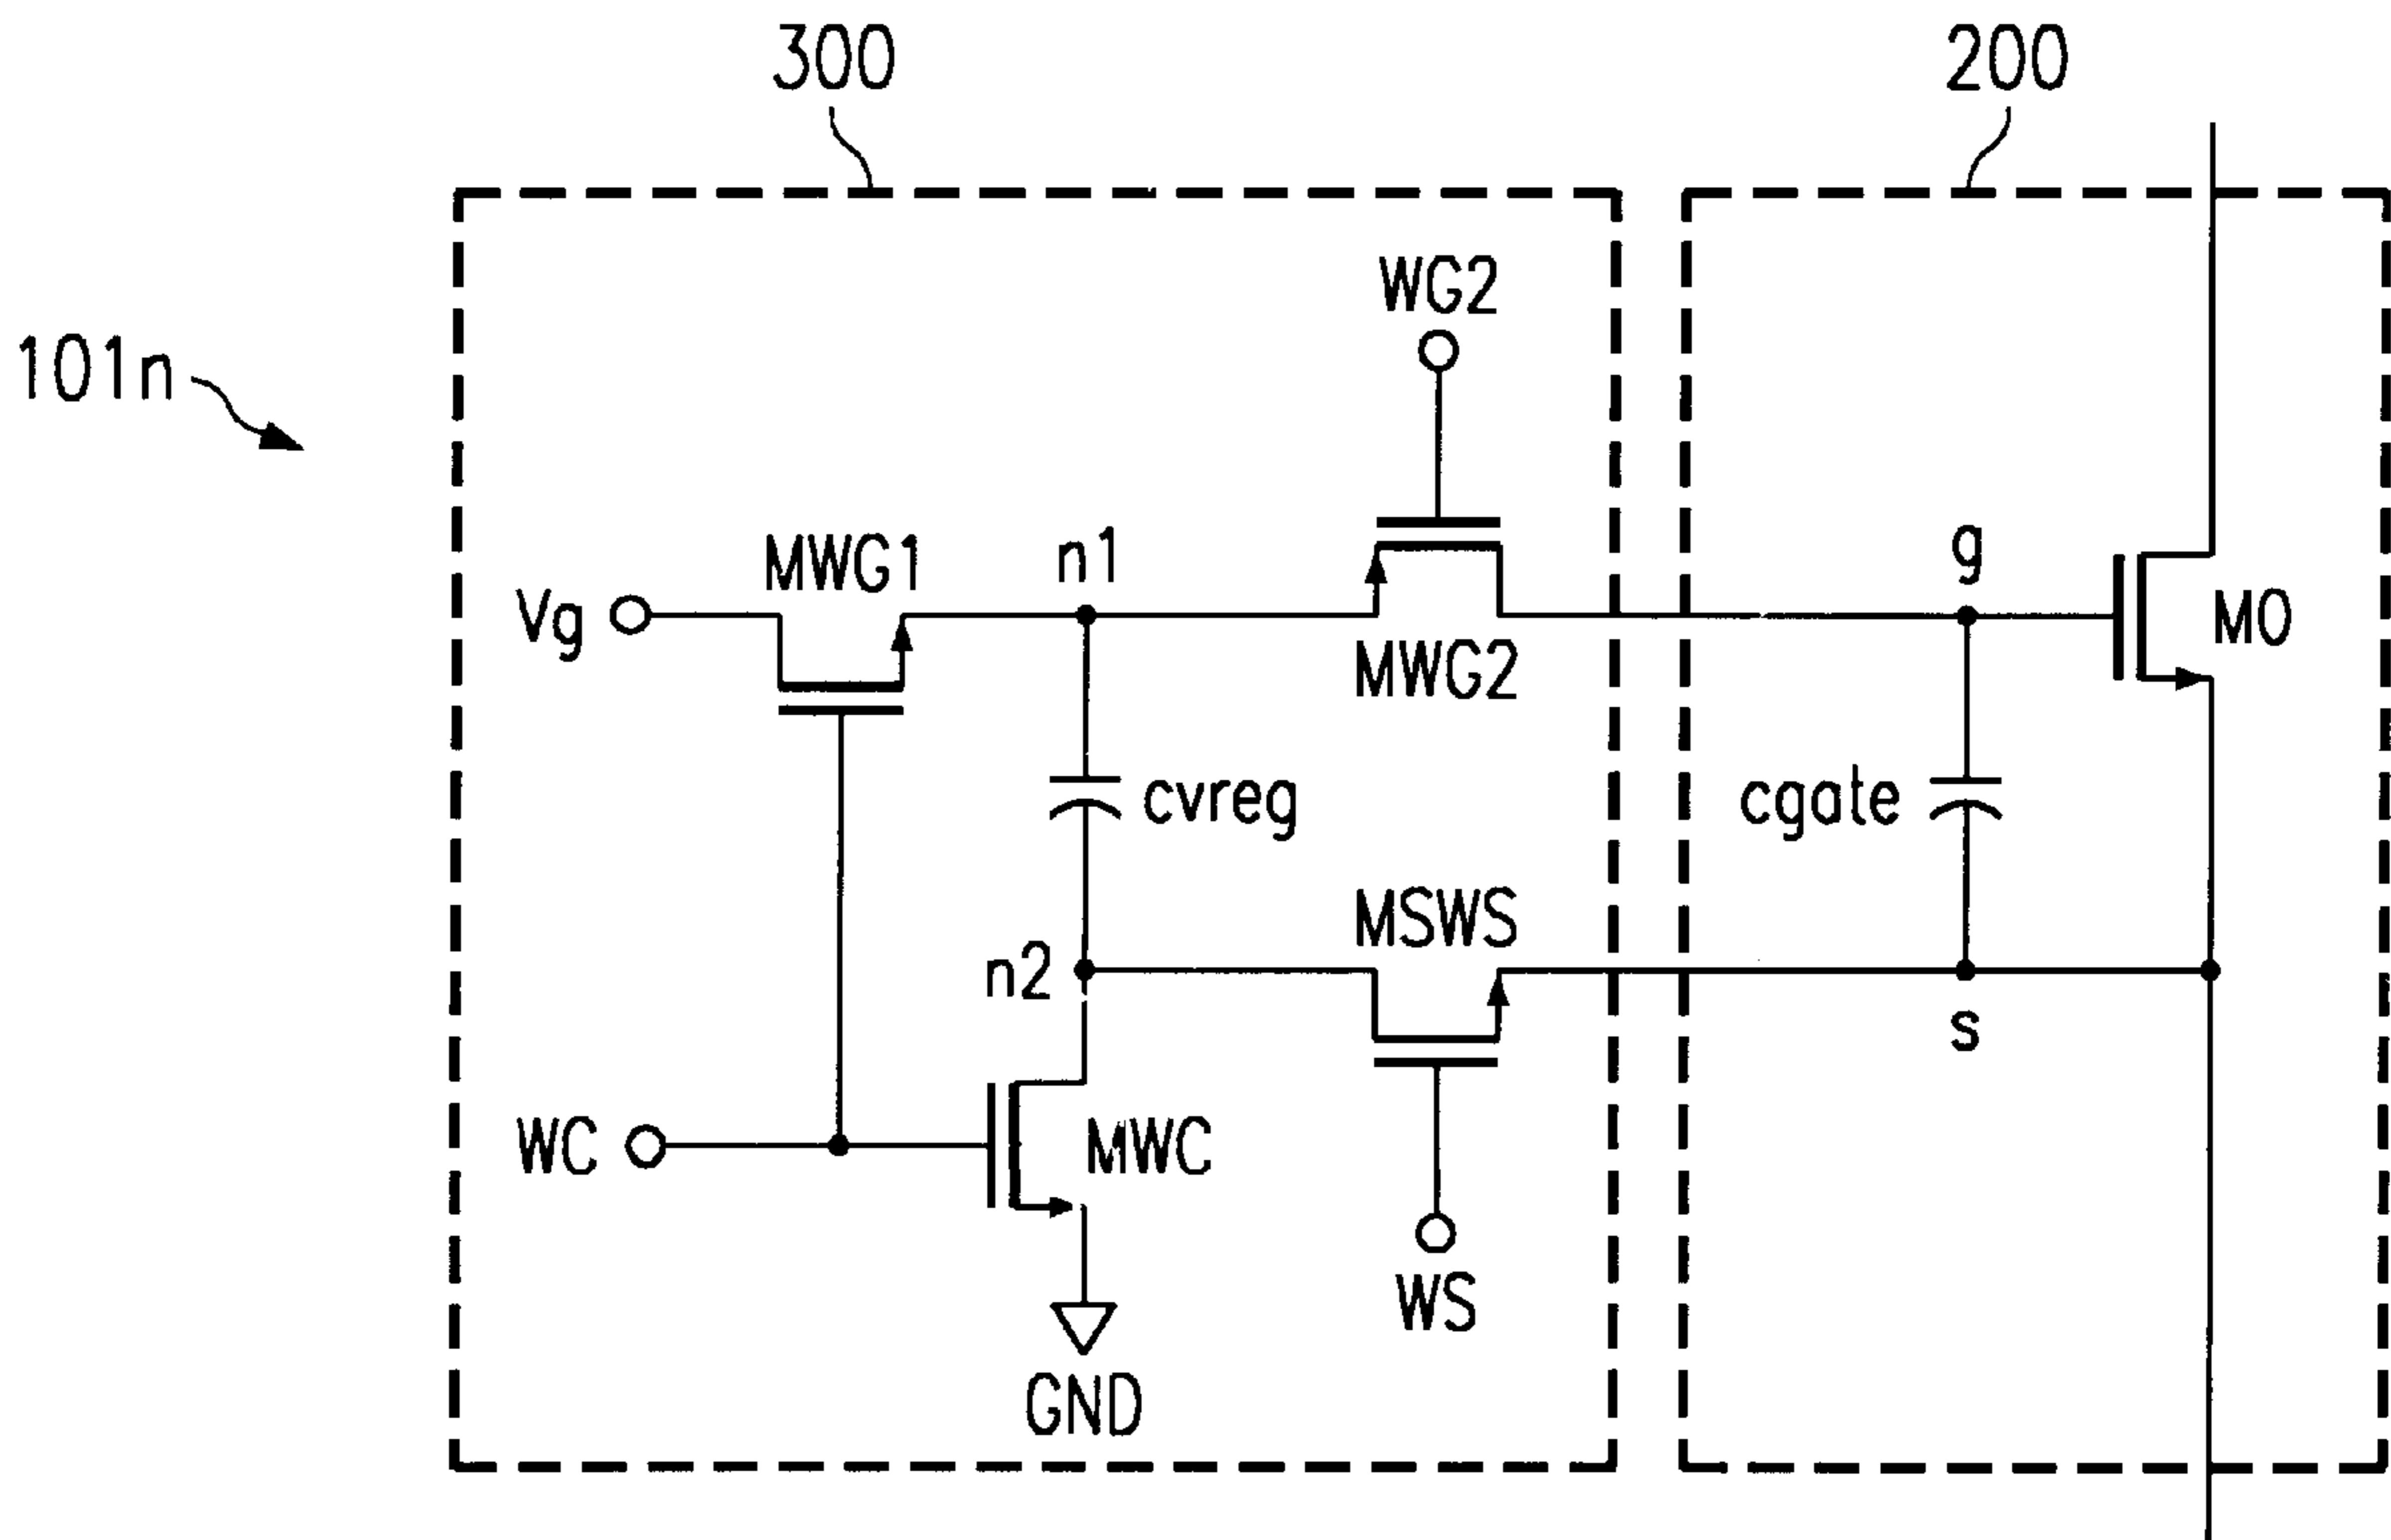 300
200
101n
WG2
MWG1
n1
g
Vg
MWG2
M0
cvreg
cgate
MSWS
n2
s
WC
MWC
WS
GND